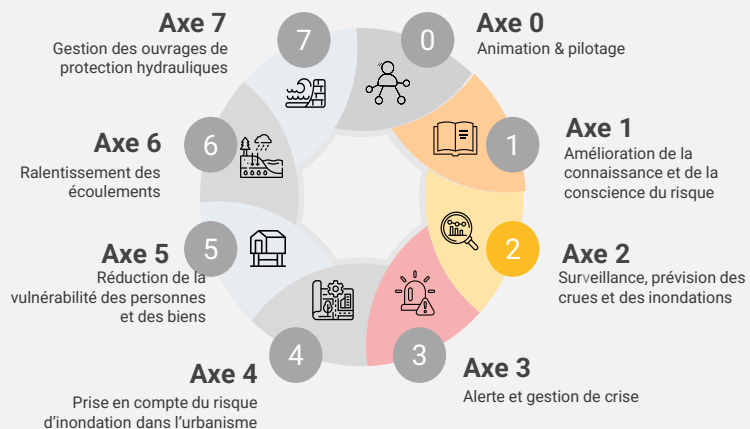 Axe 0
Animation & pilotage
0
Axe 1
Amélioration de la
connaissance et de la
conscience du risque
1
Axe 2
Surveillance, prévision des
crues et des inondations
2
Axe 3
Alerte et gestion de crise
3
Axe 4
Prise en compte du risque
d'inondation dans l'urbanisme
4
Axe 5
Réduction de la
vulnérabilité des personnes
et des biens
5
Axe 6
Ralentissement des
écoulements
6
Axe 7
Gestion des ouvrages de
protection hydrauliques
7